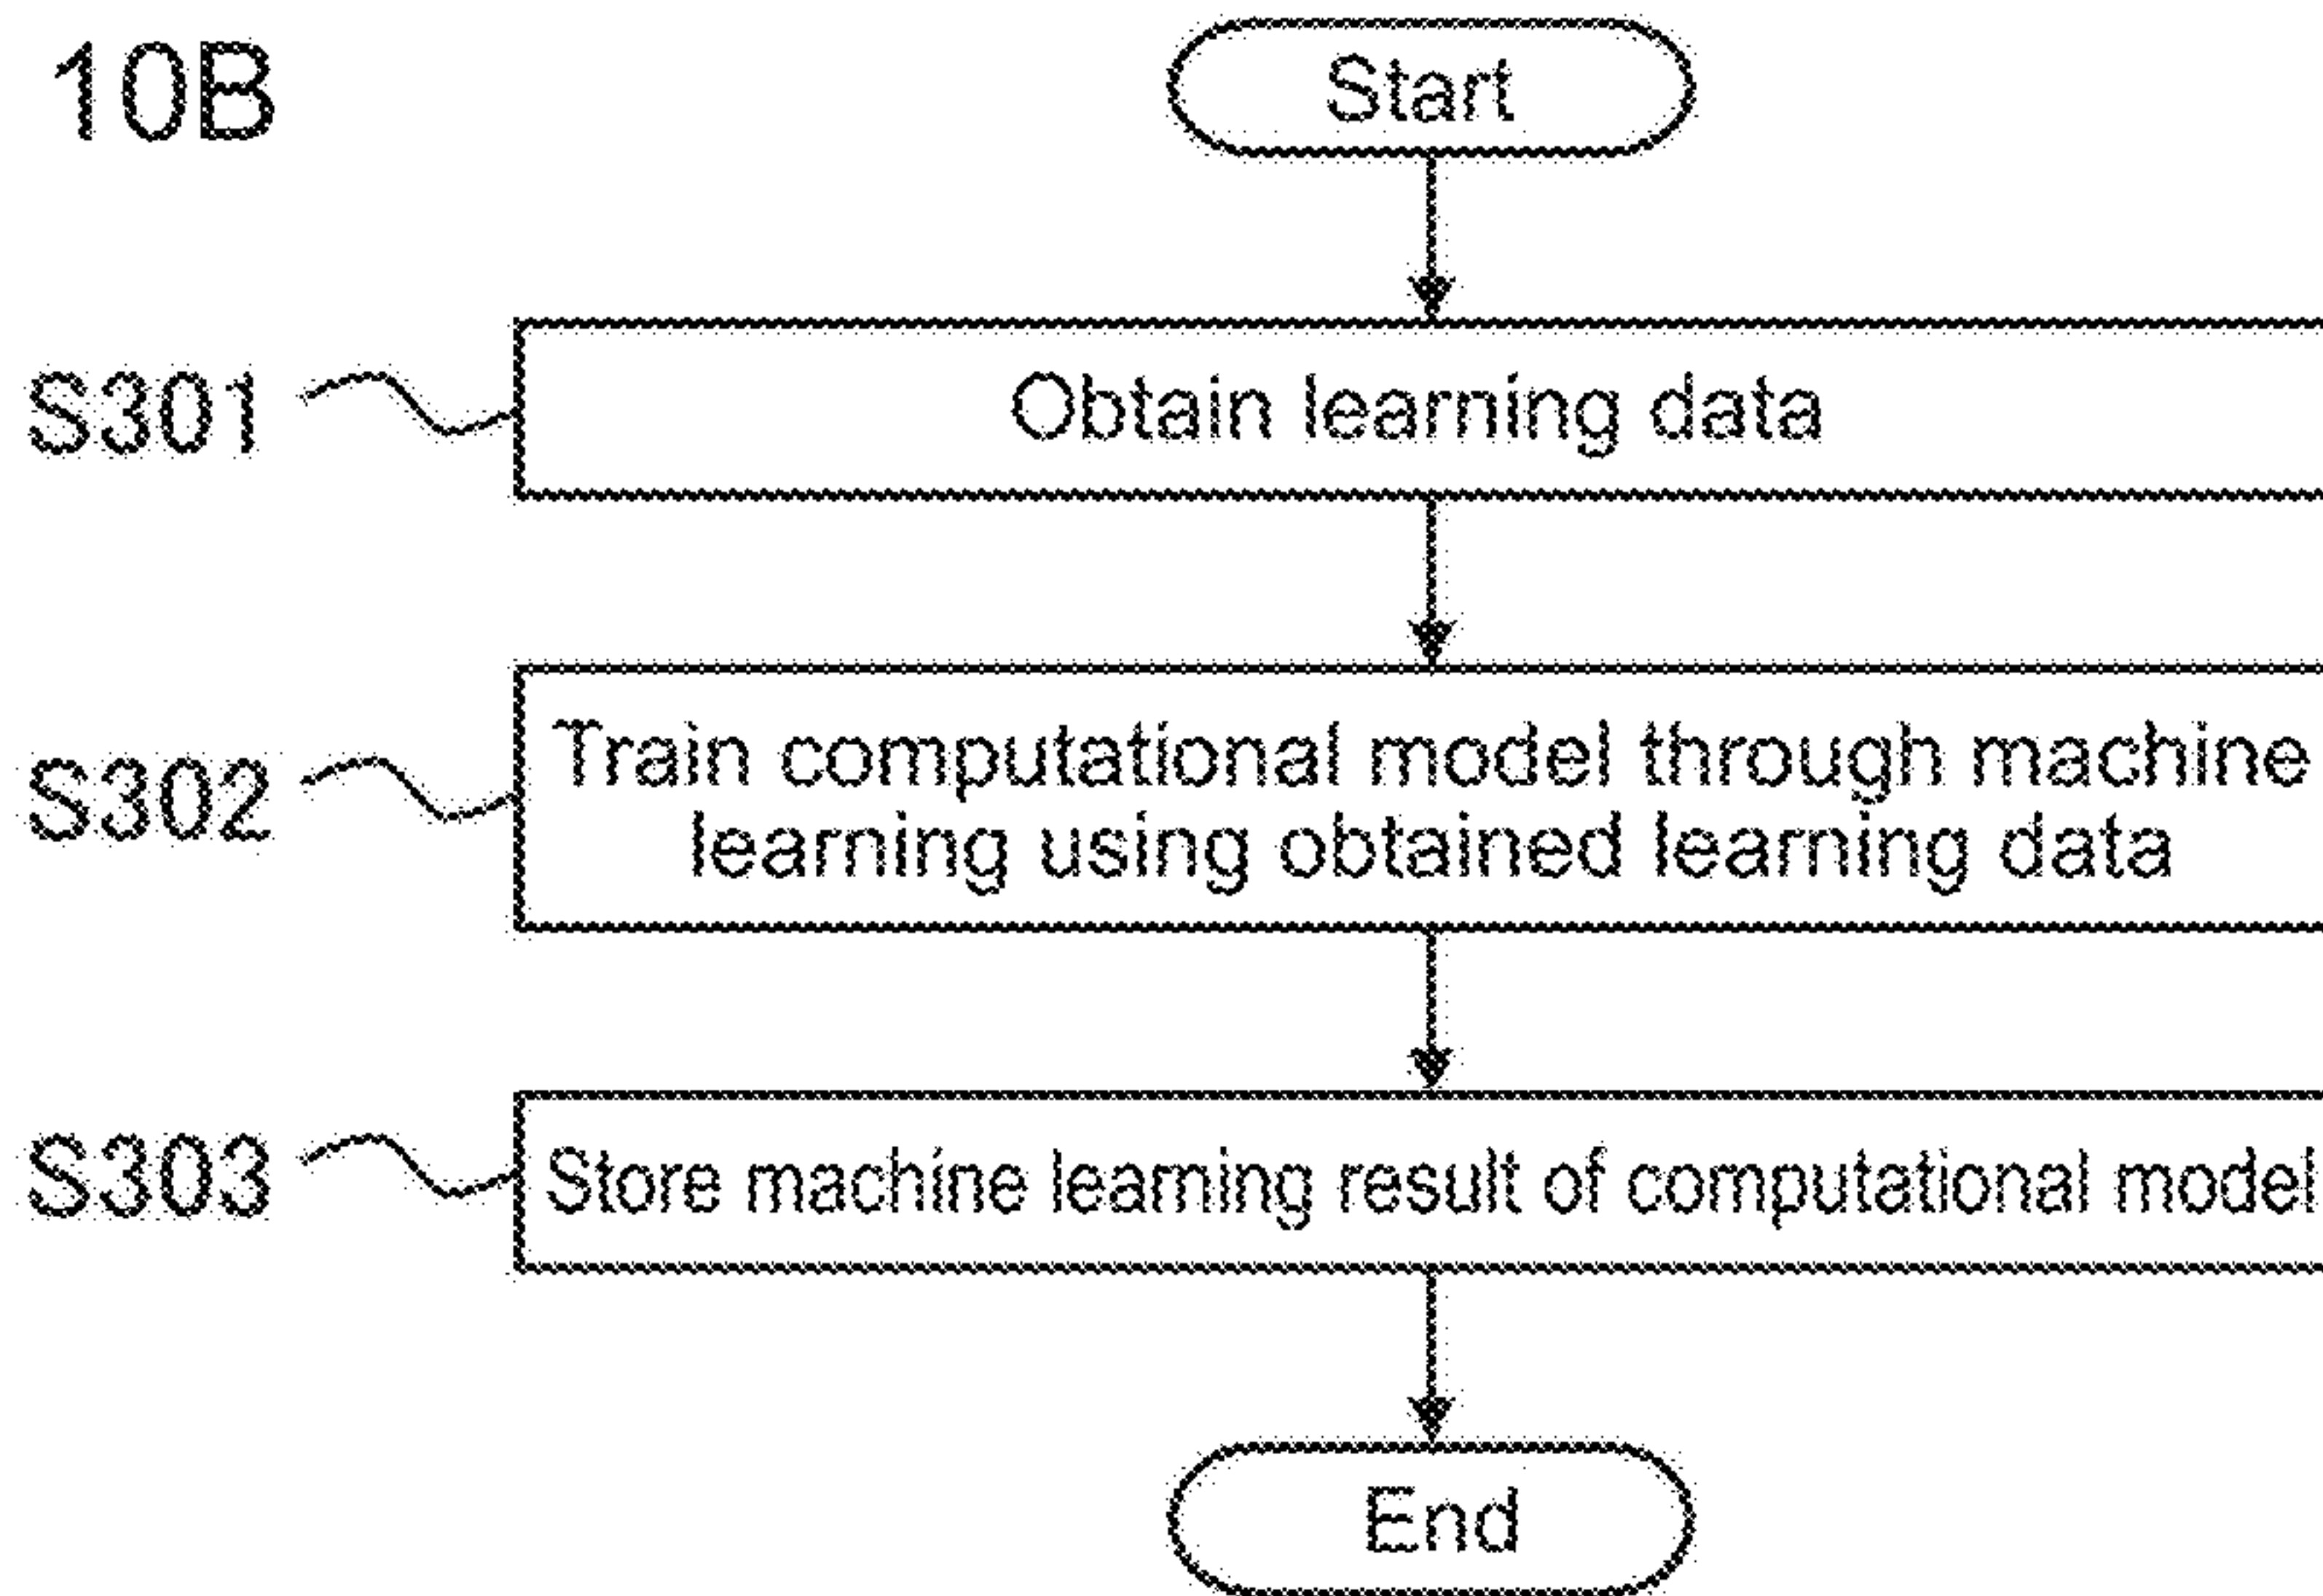 10B
Start
S301
Obtain learning data
S302
Train computational model through machine
learning using obtained learning data
S303
Store machine learning result of computational model
End